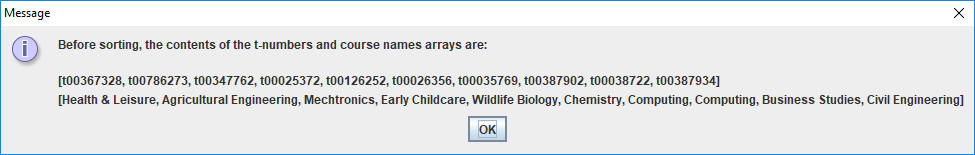 Message
Before sorting, the contents of the t-numbers and course names arrays are:
[t00367328, t00786273, t00347762, t00025372, t00126252, t00026356, t00035769, t00387902, t00038722, t00387934]
[Health & Leisure, Agricultural Engineering, Mechtronics, Early Childcare, Wildlife Biology, Chemistry, Computing, Computing, Business Studies, Civil Engineering]
OK